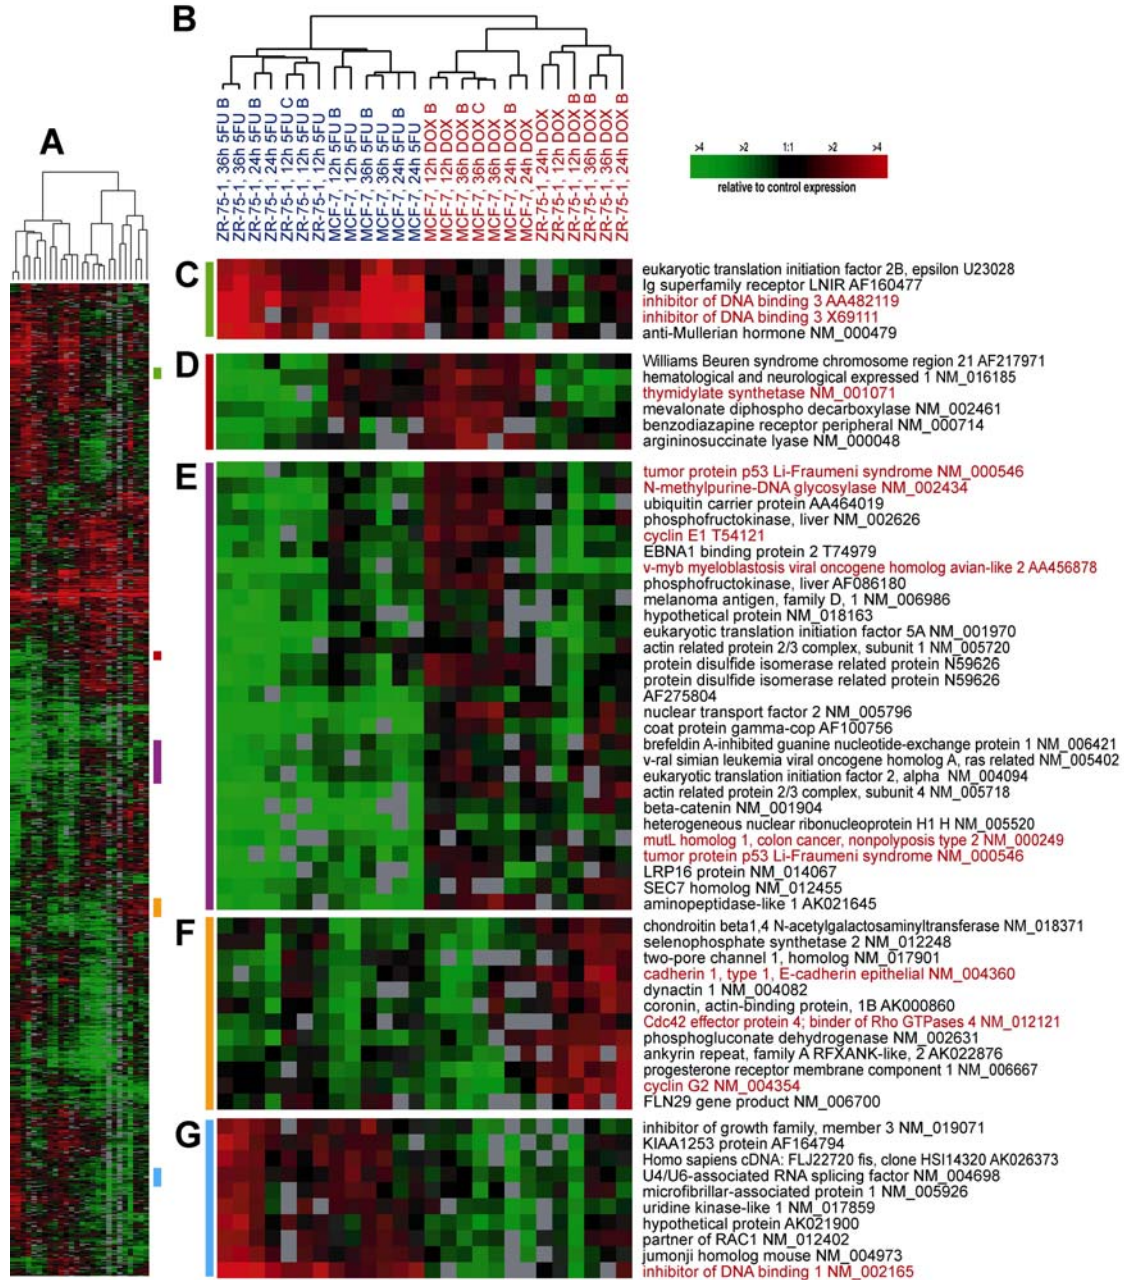 B
A
ZR-75-1, 36h 5FU B
ZR-75-1, 36h 5FU
ZR-75-1, 24h 5FU B
ZR-75-1, 24h 5FU
ZR-75-1, 12h 5FU C
ZR-75-1, 12h 5FU B
ZR-75-1, 12h 5FU
MCF-7, 12h 5FU B
MCF-7, 12h 5FU
MCF-7, 36h 5FU B
MCF-7, 36h 5FU
MCF-7, 24h 5FU B
MCF-7, 24h 5FU
MCF-7, 12h DOX B
MCF-7, 12h DOX
MCF-7, 36h DOX B
MCF-7, 36h DOX C
MCF-7, 36h DOX
MCF-7, 24h DOX B
MCF-7, 24h DOX
ZR-75-1, 24h DOX
ZR-75-1, 12h DOX
ZR-75-1, 12h DOX B
ZR-75-1, 36h DOX B
ZR-75-1, 36h DOX
ZR-75-1, 24h DOX B
>4 >2 1:1 >2 >4
relative to control expression
C
eukaryotic translation initiation factor 2B, epsilon U23028
Ig superfamily receptor LNIR AF160477
inhibitor of DNA binding 3 AA482119
inhibitor of DNA binding 3 X69111
anti-Mullerian hormone NM_000479
D
Williams Beuren syndrome chromosome region 21 AF217971
hematological and neurological expressed 1 NM_016185
thymidylate synthetase NM_001071
mevalonate diphospho decarboxylase NM_002461
benzodiazapine receptor peripheral NM_000714
argininosuccinate lyase NM_000048
E
tumor protein p53 Li-Fraumeni syndrome NM_000546
N-methylpurine-DNA glycosylase NM_002434
ubiquitin carrier protein AA464019
phosphofructokinase, liver NM_002626
cyclin E1 T54121
EBNA1 binding protein 2 T74979
v-myb myeloblastosis viral oncogene homolog avian-like 2 AA456878
phosphofructokinase, liver AF086180
melanoma antigen, family D, 1 NM_006986
hypothetical protein NM_018163
eukaryotic translation initiation factor 5A NM_001970
actin related protein 2/3 complex, subunit 1 NM_005720
protein disulfide isomerase related protein N59626
protein disulfide isomerase related protein N59626
AF275804
nuclear transport factor 2 NM_005796
coat protein gamma-cop AF100756
brefeldin A-inhibited guanine nucleotide-exchange protein 1 NM_006421
v-ral simian leukemia viral oncogene homolog A, ras related NM_005402
eukaryotic translation initiation factor 2, alpha NM_004094
actin related protein 2/3 complex, subunit 4 NM_005718
beta-catenin NM_001904
heterogeneous nuclear ribonucleoprotein H1 H NM_005520
mutL homolog 1, colon cancer, nonpolyposis type 2 NM_000249
tumor protein p53 Li-Fraumeni syndrome NM_000546
LRP16 protein NM_014067
SEC7 homolog NM_012455
aminopeptidase-like 1 AK021645
F
chondroitin beta1,4 N-acetylgalactosaminyltransferase NM_018371
selenophosphate synthetase 2 NM_012248
two-pore channel 1, homolog NM_017901
cadherin 1, type 1, E-cadherin epithelial NM_004360
dynactin 1 NM_004082
coronin, actin-binding protein, 1B AK000860
Cdc42 effector protein 4; binder of Rho GTPases 4 NM_012121
phosphogluconate dehydrogenase NM_002631
ankyrin repeat, family A RFXANK-like, 2 AK022876
progesterone receptor membrane component 1 NM_006667
cyclin G2 NM_004354
FLN29 gene product NM_006700
G
inhibitor of growth family, member 3 NM_019071
KIAA1253 protein AF164794
Homo sapiens cDNA: FLJ22720 fis, clone HSI14320 AK026373
U4/U6-associated RNA splicing factor NM_004698
microfibrillar-associated protein 1 NM_005926
uridine kinase-like 1 NM_017859
hypothetical protein AK021900
partner of RAC1 NM_012402
jumonji homolog mouse NM_004973
inhibitor of DNA binding 1 NM_002165